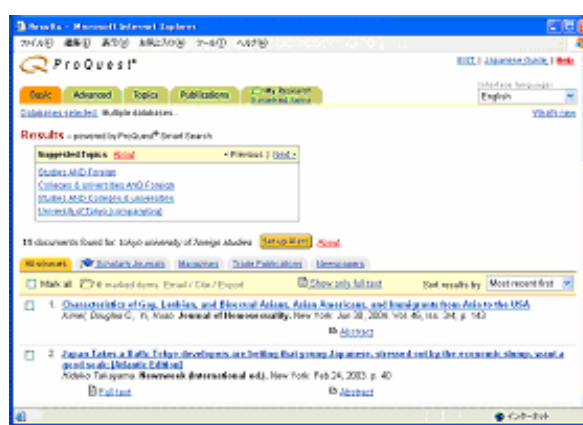 Results - Microsoft Internet Explorer
ファイル(F) 編集(E) 表示(V) お気に入り(A) ツール(T) ヘルプ(H)
ProQuest®
EXIT | Japanese Guide | Help
Interface language:
Basic Advanced Topics Publications My Research
0 marked items
English
Databases selected: Multiple databases...
What's new
Results – powered by ProQuest® Smart Search
Suggested Topics About < Previous | Next >
Studies AND Foreign
Colleges & universities AND Foreign
Studies AND Colleges & universities
University of Tokyo (company/org)
documents found for: tokyo university of foreign studies Set up Alert About
All sources Scholarly Journals Magazines Trade Publications Newspapers
Mark all 0 marked items: Email / Cite / Export Show only full text Sort results by: Most recent first
1. Characteristics of Gay, Lesbian, and Bisexual Asians, Asian Americans, and Immigrants from Asia to the USA
Kimel, Douglas C., Yi, Huso. Journal of Homosexuality. New York: Jun 30, 2004. Vol. 46, Iss. 3/4; p. 143
Abstract
2. Japan Takes a Bath; Tokyo developers are betting that young Japanese, stressed out by the economic slump, want a good soak; [Atlantic Edition]
Hideko Takayama. Newsweek (International ed.). New York: Feb 24, 2003. p. 40
Full text Abstract
インターネット